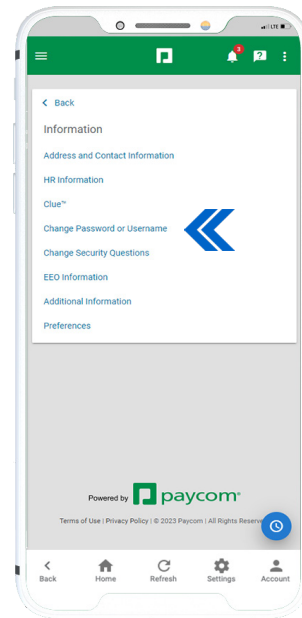 LTE
3
?
Back
Information
Address and Contact Information
HR Information
Clue™
Change Password or Username
Change Security Questions
EEO Information
Additional Information
Preferences
Powered by paycom®
Terms of Use | Privacy Policy | © 2023 Paycom | All Rights Reserve
Back Home Refresh Settings Account